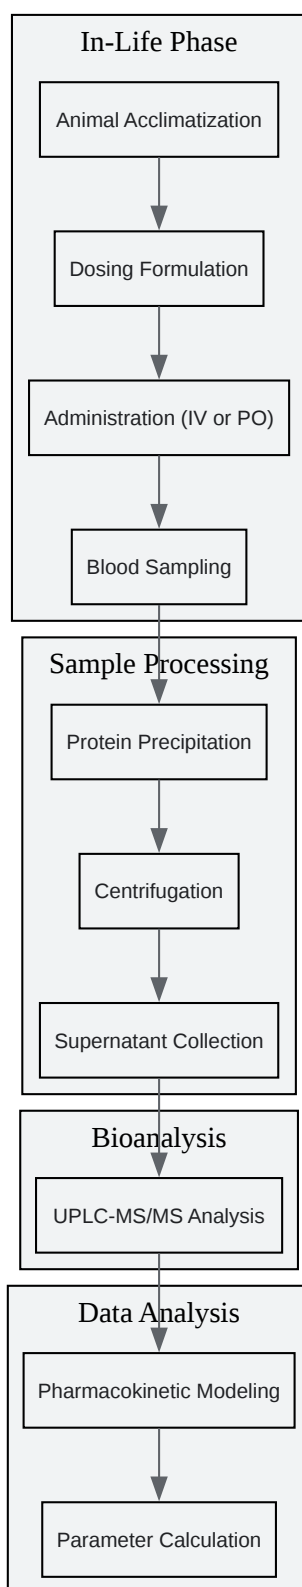 In-Life Phase
Animal Acclimatization
Dosing Formulation
Administration (IV or PO)
Blood Sampling
Sample Processing
Protein Precipitation
Centrifugation
Supernatant Collection
Bioanalysis
UPLC-MS/MS Analysis
Data Analysis
Pharmacokinetic Modeling
Parameter Calculation